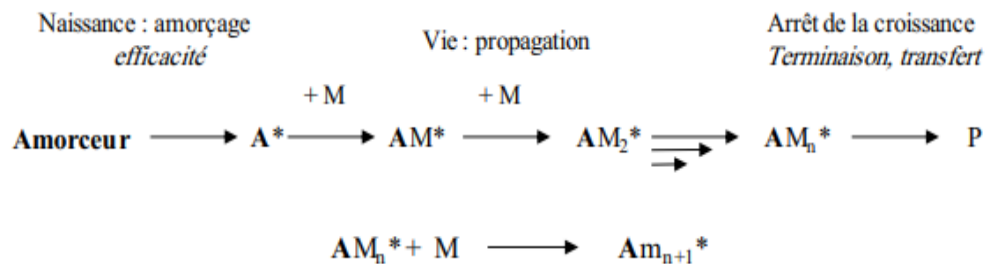 Naissance : amorçage
efficacité
Vie : propagation
Arrêt de la croissance
Terminaison, transfert
+ M + M
Amorceur A* AM* AM₂* AMₙ* P
AMₙ* + M Amₙ₊₁*